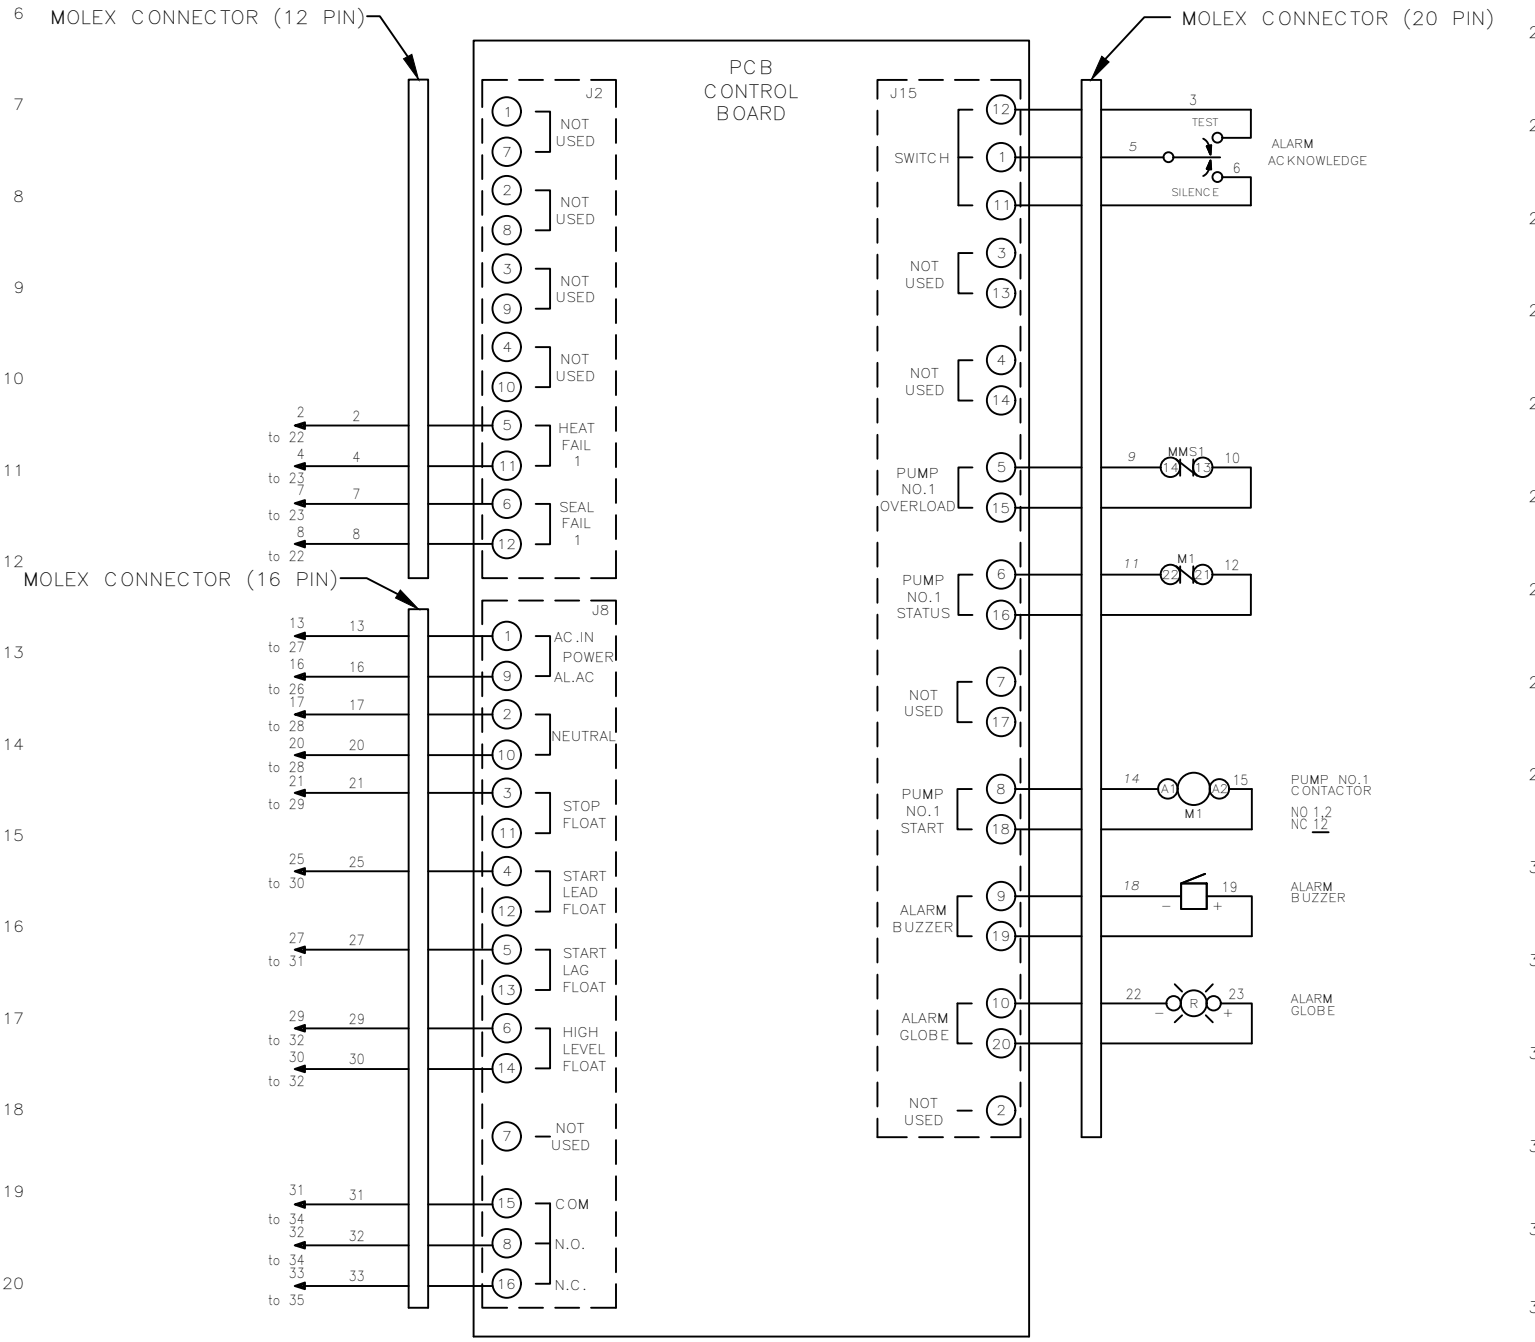 6
MOLEX CONNECTOR (12 PIN)
MOLEX CONNECTOR (20 PIN)
7
8
9
10
11
12
13
14
15
16
17
18
19
20
PCB
CONTROL
BOARD
J2
1
7
NOT
USED
2
8
NOT
USED
3
9
NOT
USED
4
10
NOT
USED
2
to 22
2
5
4
to 23
4
11
HEAT
FAIL
1
7
to 23
7
6
8
to 22
8
12
SEAL
FAIL
1
MOLEX CONNECTOR (16 PIN)
J8
13
to 27
13
1
AC.IN
POWER
16
to 26
16
9
AL.AC
17
to 28
17
2
20
to 28
20
10
NEUTRAL
21
to 29
21
3
11
STOP
FLOAT
25
to 30
25
4
12
START
LEAD
FLOAT
27
to 31
27
5
13
START
LAG
FLOAT
29
to 32
29
6
30
to 32
30
14
HIGH
LEVEL
FLOAT
7
NOT
USED
31
to 34
31
15
COM
32
to 34
32
8
N.O.
33
to 35
33
16
N.C.
J15
SWITCH
12
1
11
3
TEST
5
6
SILENCE
ALARM
ACKNOWLEDGE
NOT
USED
3
13
NOT
USED
4
14
PUMP
NO.1
OVERLOAD
5
15
9
MMS1
14
13
10
PUMP
NO.1
STATUS
6
16
11
M1
22
21
12
NOT
USED
7
17
PUMP
NO.1
START
8
18
14
A1
A2
M1
15
PUMP NO.1
CONTACTOR
NO 1,2
NC 12
ALARM
BUZZER
9
19
18
- +
19
ALARM
BUZZER
ALARM
GLOBE
10
20
22
R
- +
23
ALARM
GLOBE
NOT
USED
2